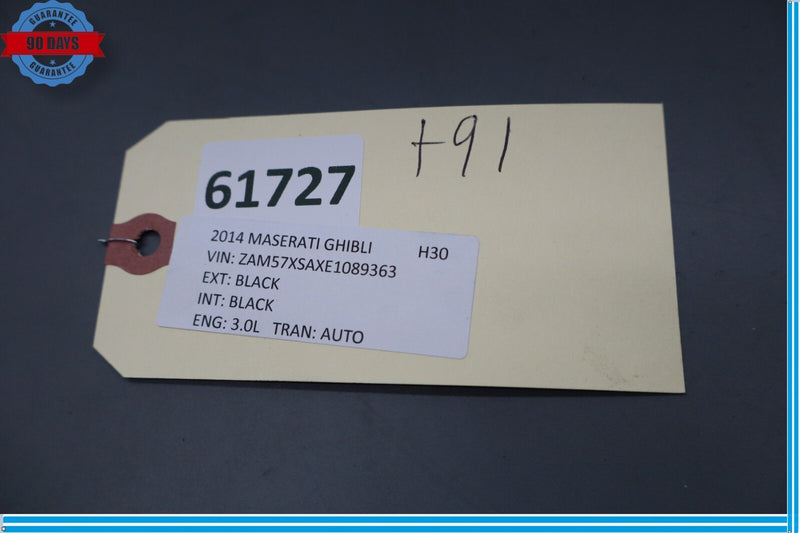 GUARANTEE
90 DAYS
GUARANTEE
+91
61727
2014 MASERATI GHIBLI H30
VIN: ZAM57XSAXE1089363
EXT: BLACK
INT: BLACK
ENG: 3.0L TRAN: AUTO